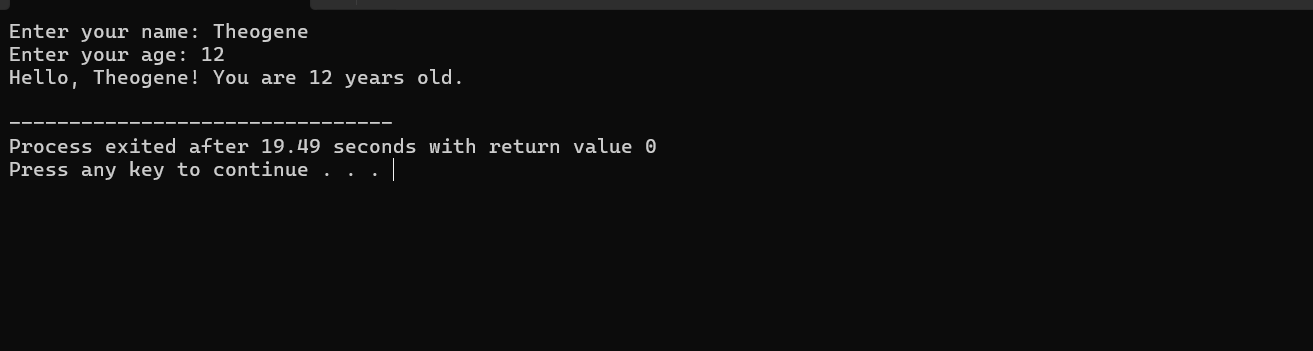 Enter your name: Theogene
Enter your age: 12
Hello, Theogene! You are 12 years old.
--------------------------------
Process exited after 19.49 seconds with return value 0
Press any key to continue . . .